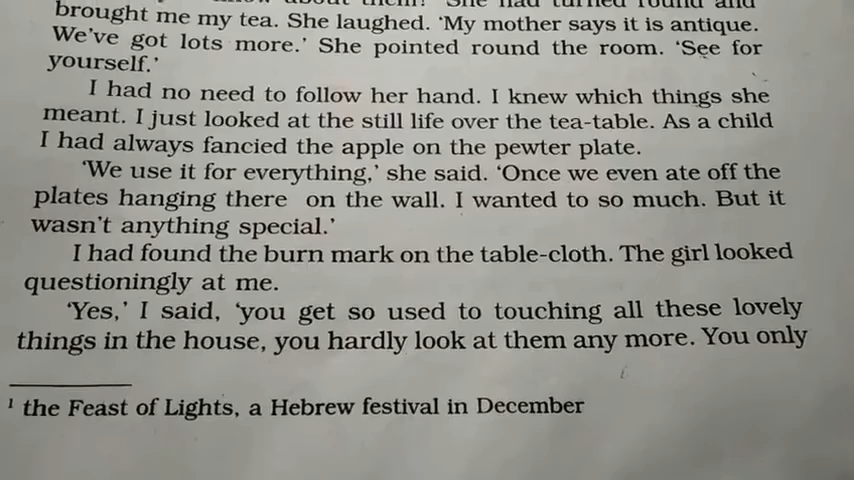 brought me my tea. She laughed. ‘My mother says it is antique.
We’ve got lots more.’ She pointed round the room. ‘See for
yourself.’
I had no need to follow her hand. I knew which things she
meant. I just looked at the still life over the tea-table. As a child
I had always fancied the apple on the pewter plate.
‘We use it for everything,’ she said. ‘Once we even ate off the
plates hanging there on the wall. I wanted to so much. But it
wasn’t anything special.’
I had found the burn mark on the table-cloth. The girl looked
questioningly at me.
‘Yes,’ I said, ‘you get so used to touching all these lovely
things in the house, you hardly look at them any more. You only
1 the Feast of Lights, a Hebrew festival in December